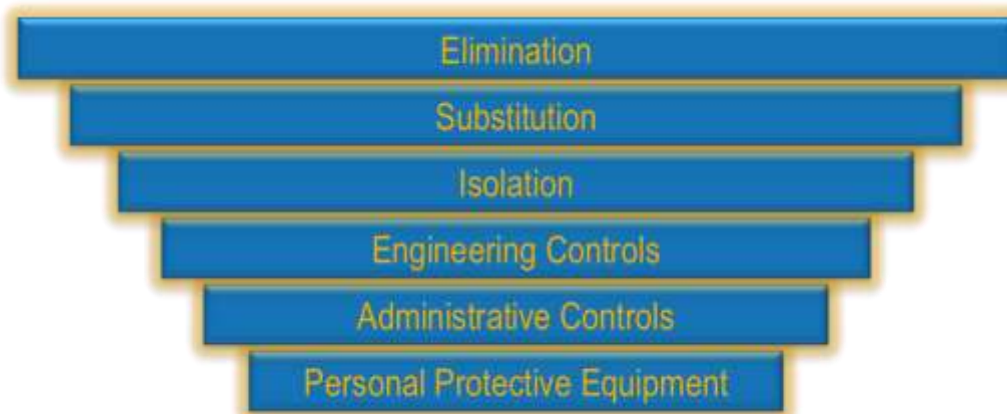 Elimination
Substitution
Isolation
Engineering Controls
Administrative Controls
Personal Protective Equipment